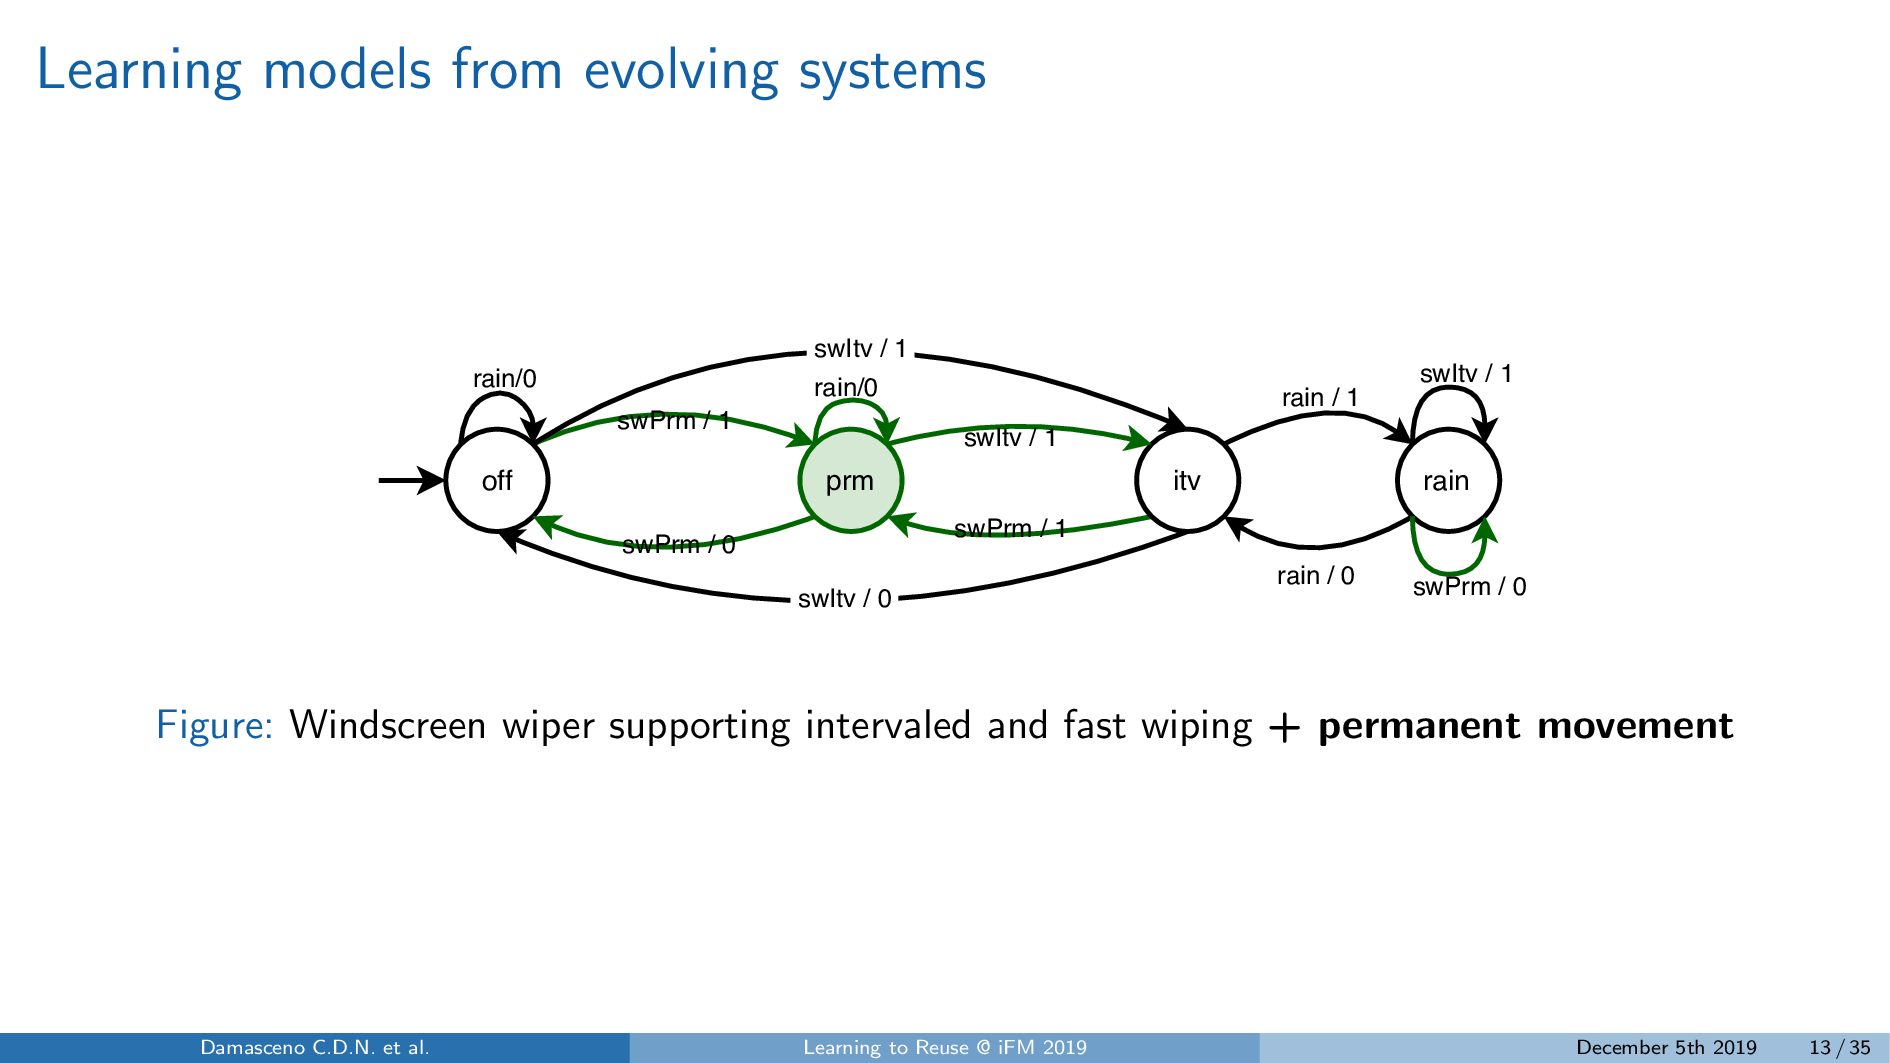 Learning models from evolving systems
swItv / 1
rain/0
rain/0
swItv / 1
rain / 1
swPrm / 1
swItv / 1
off
prm
itv
rain
swPrm / 0
swPrm / 1
rain / 0
swPrm / 0
swItv / 0
Figure: Windscreen wiper supporting intervaled and fast wiping + permanent movement
Damasceno C.D.N. et al.
Learning to Reuse @ iFM 2019
December 5th 2019
13 / 35